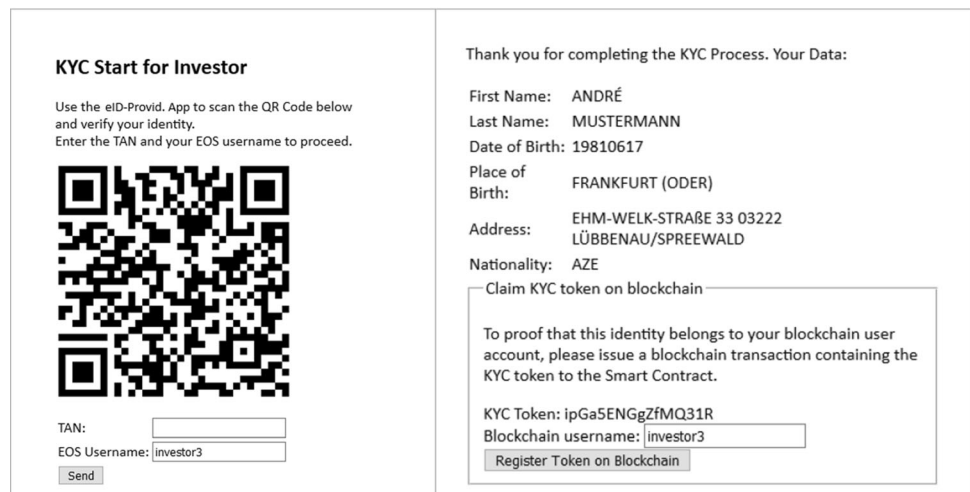 KYC Start for Investor
Use the eID-Provid. App to scan the QR Code below
and verify your identity.
Enter the TAN and your EOS username to proceed.
TAN:
EOS Username: investor3
Send
Thank you for completing the KYC Process. Your Data:
First Name: ANDRÉ
Last Name: MUSTERMANN
Date of Birth: 19810617
Place of
Birth:
FRANKFURT (ODER)
Address:
EHM-WELK-STRAßE 33 03222
LÜBBENAU/SPREEWALD
Nationality: AZE
Claim KYC token on blockchain
To proof that this identity belongs to your blockchain user
account, please issue a blockchain transaction containing the
KYC token to the Smart Contract.
KYC Token: ipGa5ENGgZfMQ31R
Blockchain username: investor3
Register Token on Blockchain